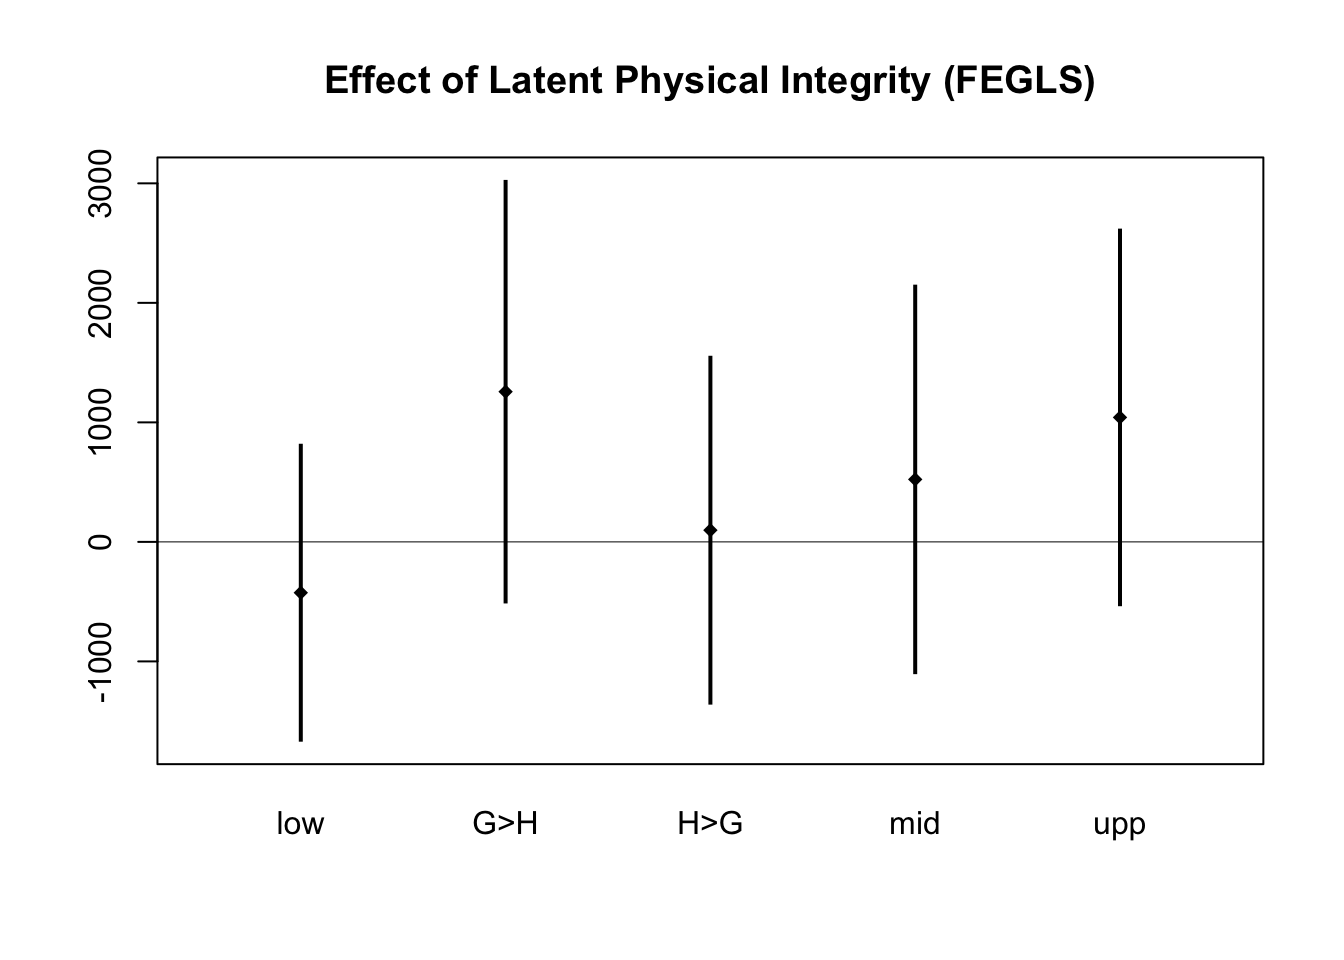 Effect of Latent Physical Integrity (FEGLS)
3000
2000
1000
0
-1000
low G>H H>G mid upp